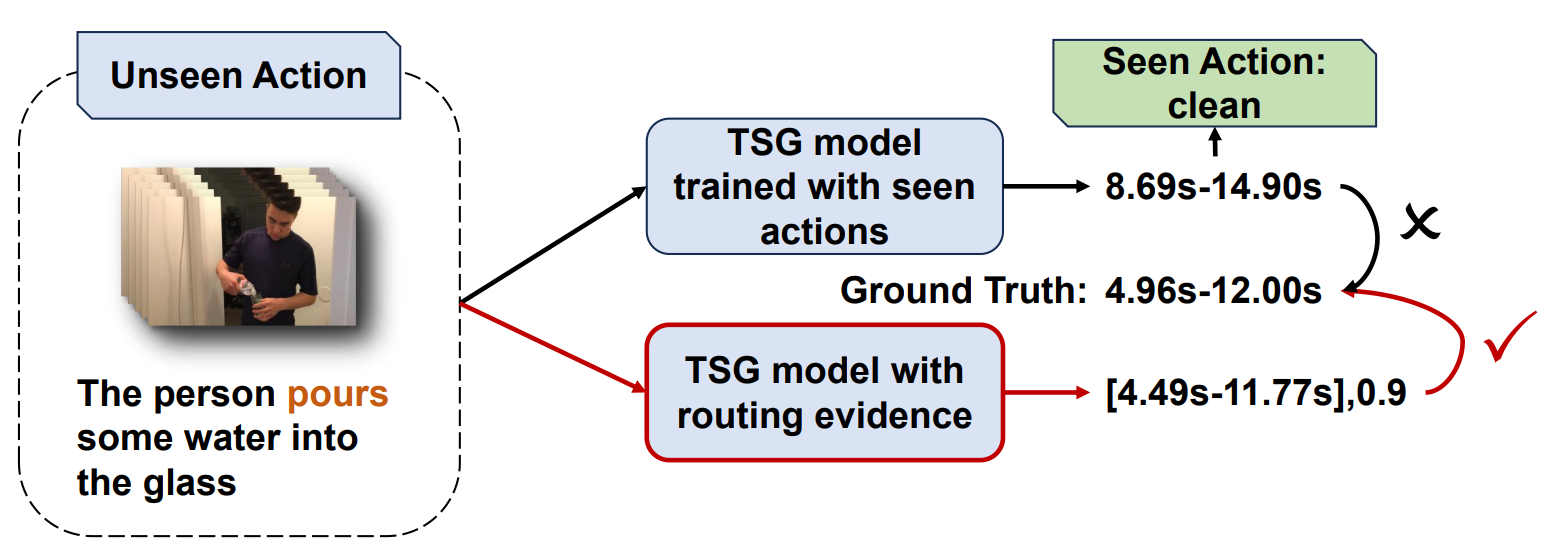 Unseen Action
The person pours
some water into
the glass
TSG model
trained with seen
actions
Seen Action:
clean
8.69s-14.90s
Ground Truth: 4.96s-12.00s
TSG model with
routing evidence
[4.49s-11.77s],0.9